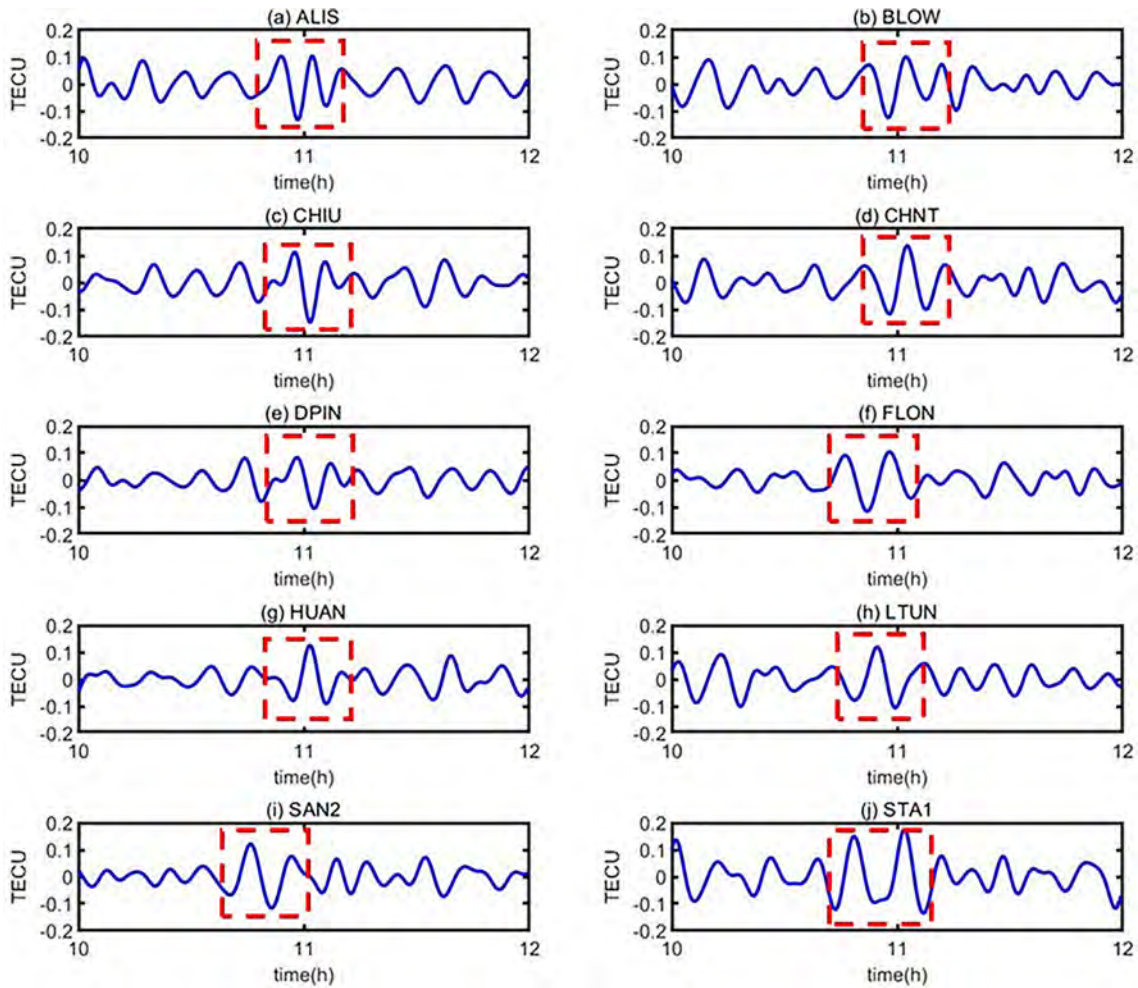 (a) ALIS
TECU
0.2
0.1
0
-0.1
-0.2
10
11
12
time(h)
(b) BLOW
TECU
0.2
0.1
0
-0.1
-0.2
10
11
12
time(h)
(c) CHIU
TECU
0.2
0.1
0
-0.1
-0.2
10
11
12
time(h)
(d) CHNT
TECU
0.2
0.1
0
-0.1
-0.2
10
11
12
time(h)
(e) DPIN
TECU
0.2
0.1
0
-0.1
-0.2
10
11
12
time(h)
(f) FLON
TECU
0.2
0.1
0
-0.1
-0.2
10
11
12
time(h)
(g) HUAN
TECU
0.2
0.1
0
-0.1
-0.2
10
11
12
time(h)
(h) LTUN
TECU
0.2
0.1
0
-0.1
-0.2
10
11
12
time(h)
(i) SAN2
TECU
0.2
0.1
0
-0.1
-0.2
10
11
12
time(h)
(j) STA1
TECU
0.2
0.1
0
-0.1
-0.2
10
11
12
time(h)